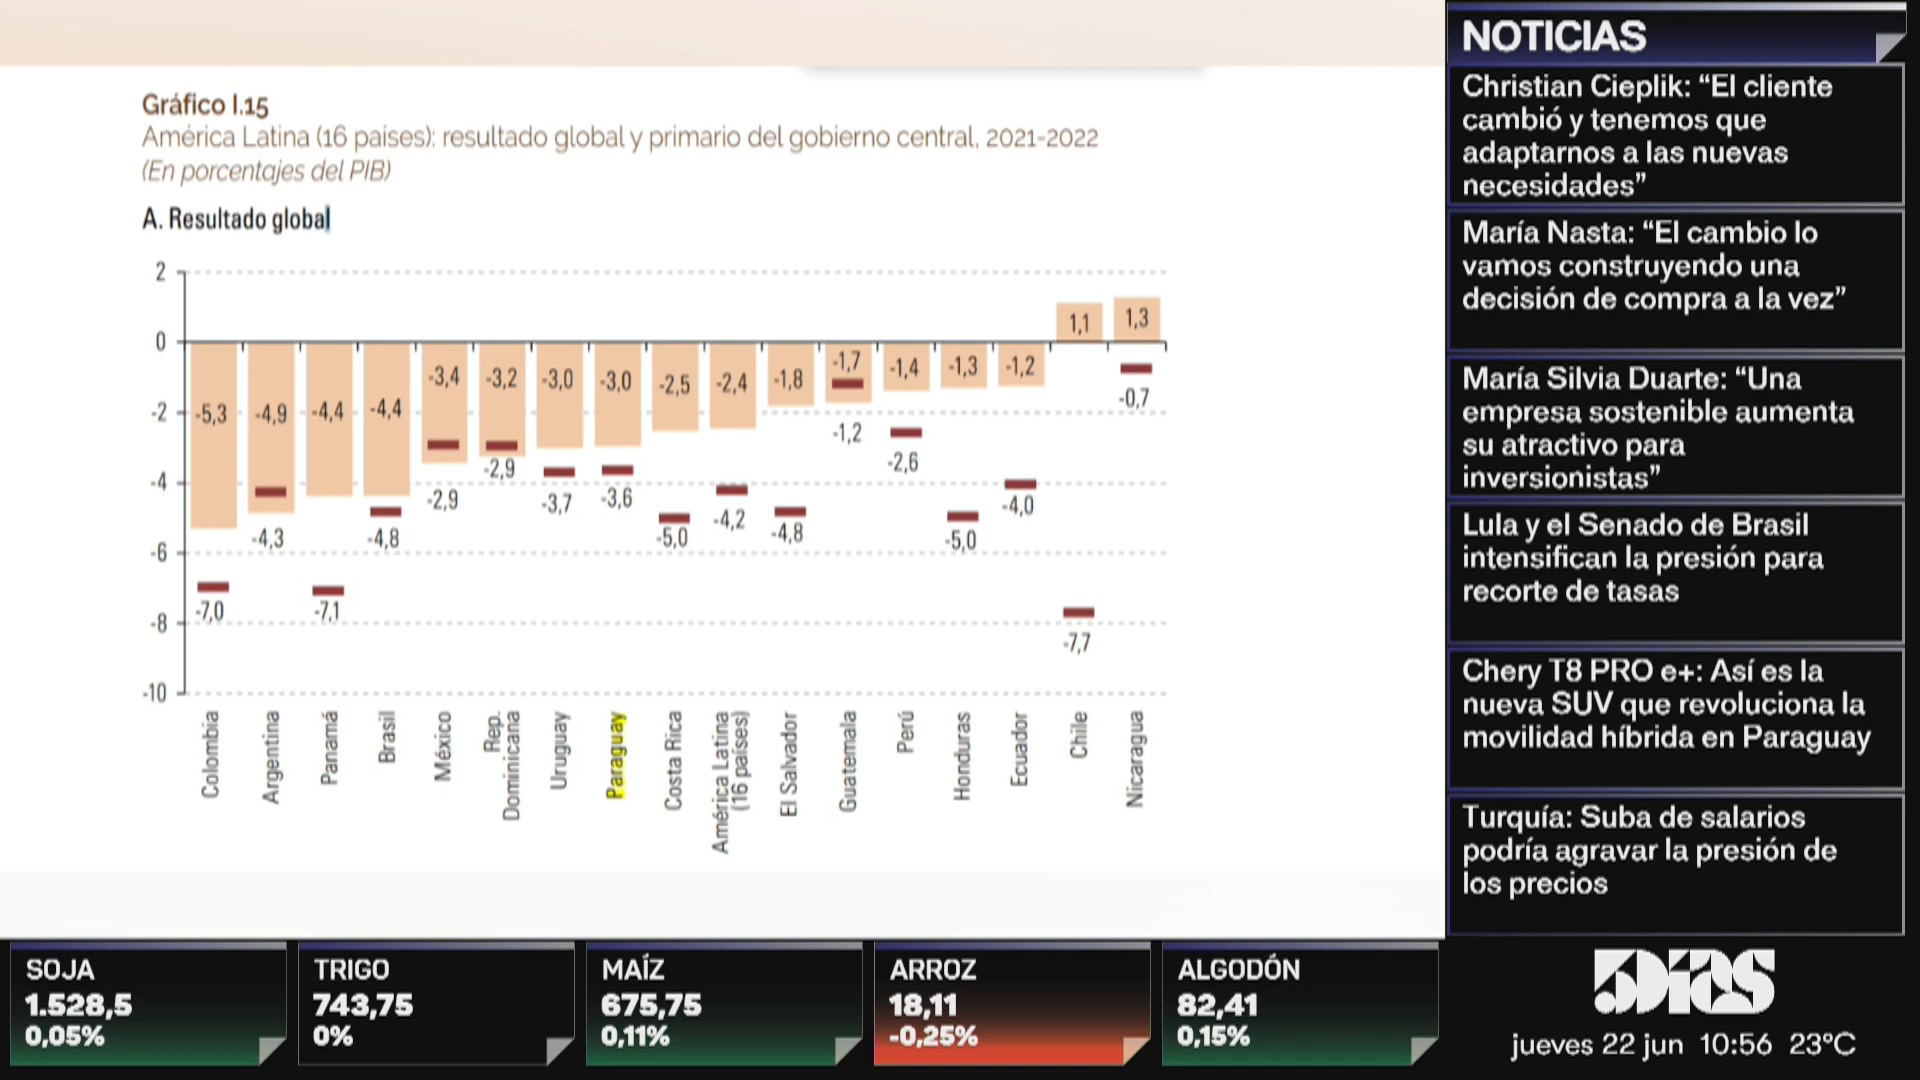 Gráfico I.15
América Latina (16 países): resultado global y primario del gobierno central, 2021-2022
(En porcentajes del PIB)
A. Resultado global
2
0
-2
-4
-6
-8
-10
-5,3
-4,9
-4,4
-4,4
-3,4
-3,2
-3,0
-3,0
-2,5
-2,4
-1,8
-1,7
-1,4
-1,3
-1,2
1,1
1,3
-7,0
-4,3
-7,1
-4,8
-2,9
-2,9
-3,7
-3,6
-5,0
-4,2
-4,8
-1,2
-2,6
-5,0
-4,0
-7,7
-0,7
Colombia
Argentina
Panamá
Brasil
México
Rep.
Dominicana
Uruguay
Paraguay
Costa Rica
América Latina
(16 países)
El Salvador
Guatemala
Perú
Honduras
Ecuador
Chile
Nicaragua
NOTICIAS
Christian Cieplik: “El cliente
cambió y tenemos que
adaptarnos a las nuevas
necesidades”
María Nasta: “El cambio lo
vamos construyendo una
decisión de compra a la vez”
María Silvia Duarte: “Una
empresa sostenible aumenta
su atractivo para
inversionistas”
Lula y el Senado de Brasil
intensifican la presión para
recorte de tasas
Chery T8 PRO e+: Así es la
nueva SUV que revoluciona la
movilidad híbrida en Paraguay
Turquía: Suba de salarios
podría agravar la presión de
los precios
SOJA
1.528,5
0,05%
TRIGO
743,75
0%
MAÍZ
675,75
0,11%
ARROZ
18,11
-0,25%
ALGODÓN
82,41
0,15%
5Días
jueves 22 jun 10:56 23°C